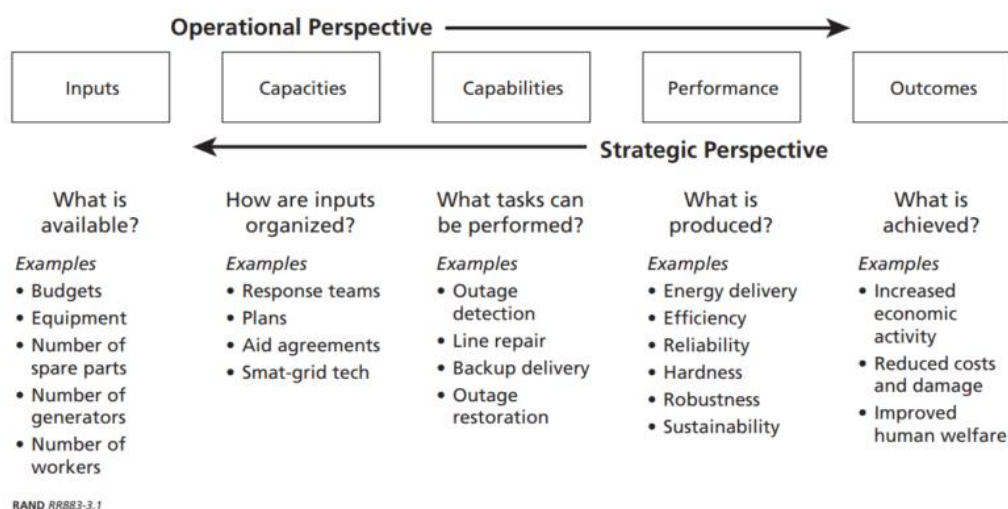 Operational Perspective
Inputs
Capacities
Capabilities
Performance
Outcomes
Strategic Perspective
What is
available?
Examples
• Budgets
• Equipment
• Number of
spare parts
• Number of
generators
• Number of
workers
How are inputs
organized?
Examples
• Response teams
• Plans
• Aid agreements
• Smat-grid tech
What tasks can
be performed?
Examples
• Outage
detection
• Line repair
• Backup delivery
• Outage
restoration
What is
produced?
Examples
• Energy delivery
• Efficiency
• Reliability
• Hardness
• Robustness
• Sustainability
What is
achieved?
Examples
• Increased
economic
activity
• Reduced costs
and damage
• Improved
human welfare
RAND RR883-3.1